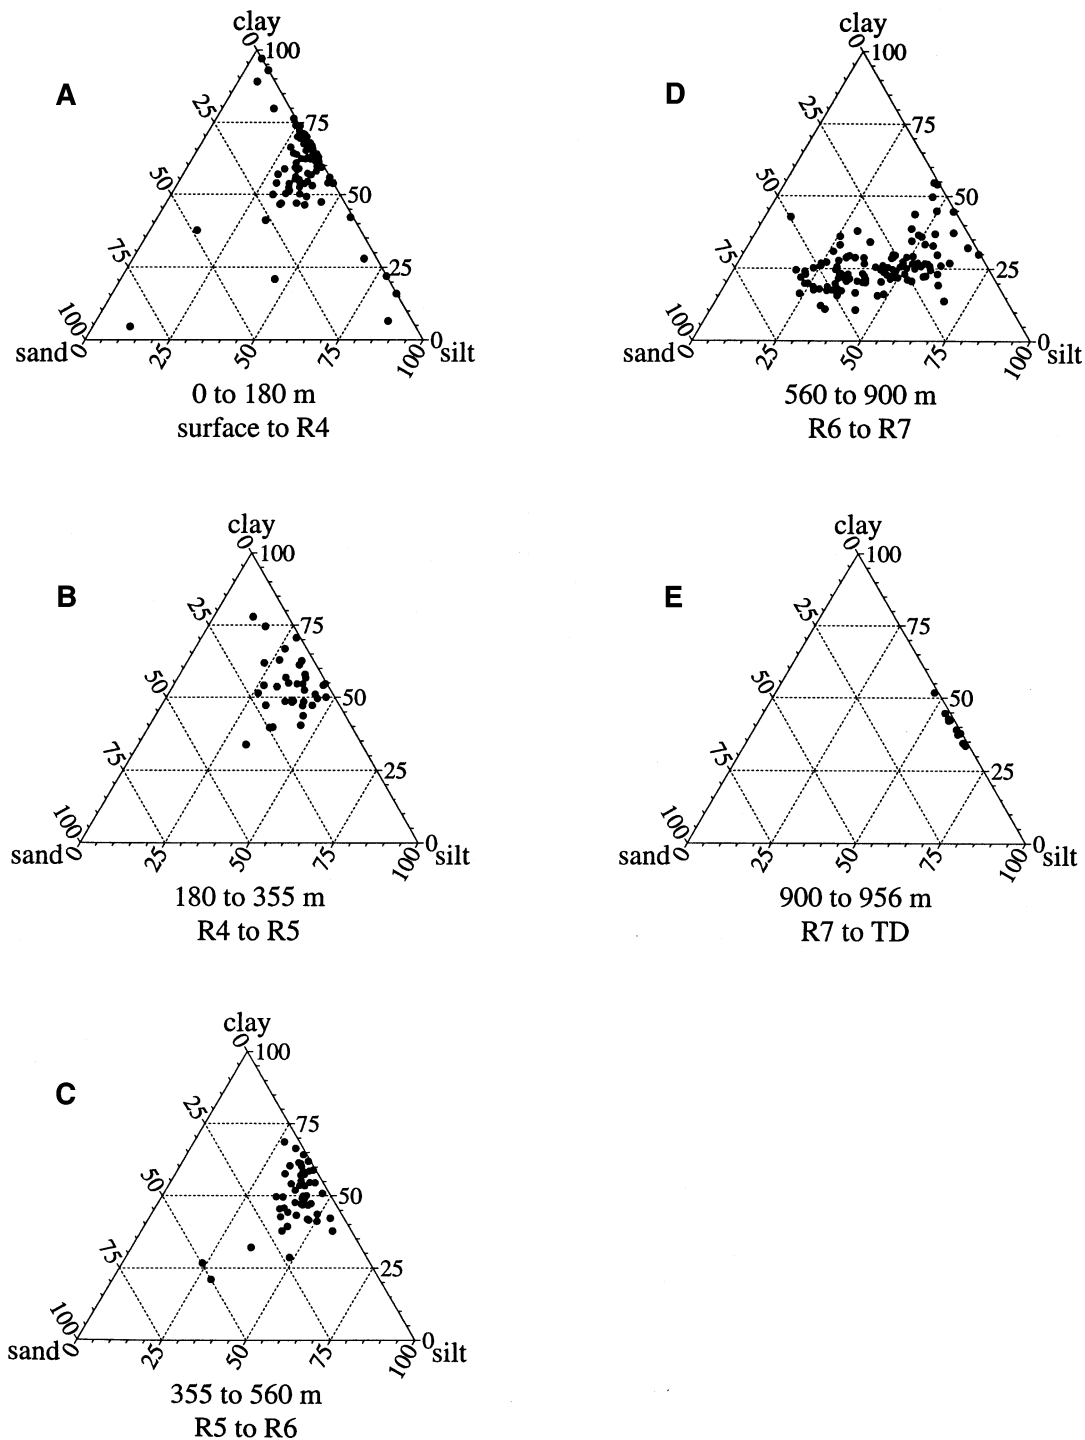 A
clay
0 100
25 75
50 50
75 25
100 0
sand silt
0 25 50 75 100
0 to 180 m
surface to R4
D
clay
0 100
25 75
50 50
75 25
100 0
sand silt
0 25 50 75 100
560 to 900 m
R6 to R7
B
clay
0 100
25 75
50 50
75 25
100 0
sand silt
0 25 50 75 100
180 to 355 m
R4 to R5
E
clay
0 100
25 75
50 50
75 25
100 0
sand silt
0 25 50 75 100
900 to 956 m
R7 to TD
C
clay
0 100
25 75
50 50
75 25
100 0
sand silt
0 25 50 75 100
355 to 560 m
R5 to R6